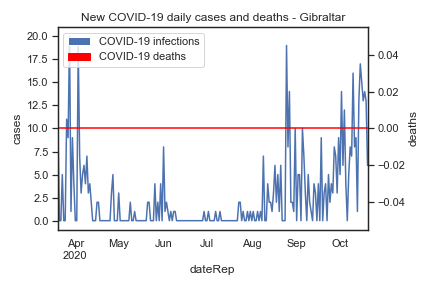 New COVID-19 daily cases and deaths - Gibraltar
COVID-19 infections
COVID-19 deaths
20.0
17.5
15.0
12.5
10.0
7.5
5.0
2.5
0.0
cases
0.04
0.02
0.00
−0.02
−0.04
deaths
Apr May Jun Jul Aug Sep Oct
2020
dateRep